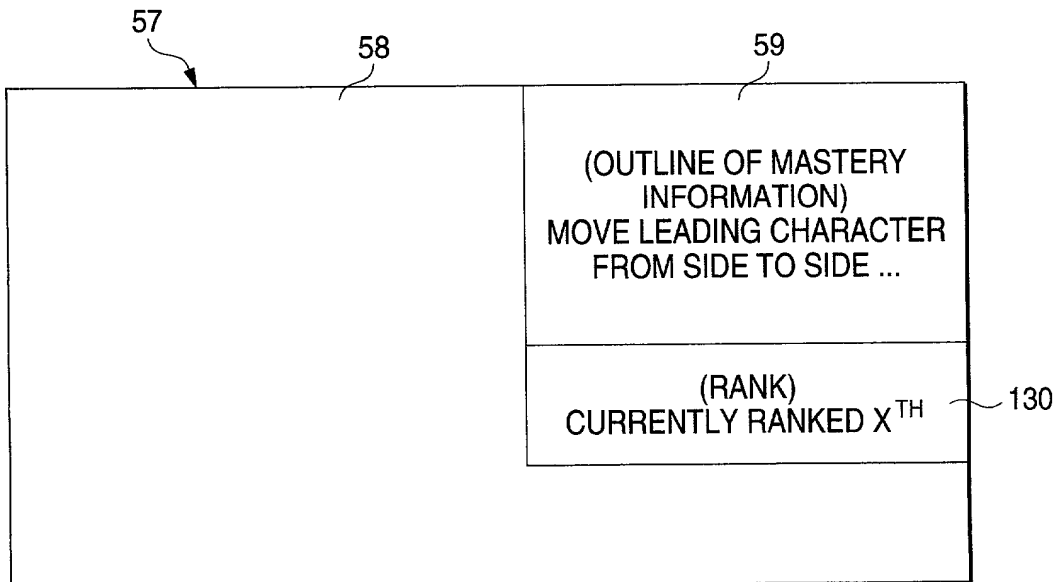 57
58
59
(OUTLINE OF MASTERY
INFORMATION)
MOVE LEADING CHARACTER
FROM SIDE TO SIDE ...
(RANK)
CURRENTLY RANKED X^TH
130